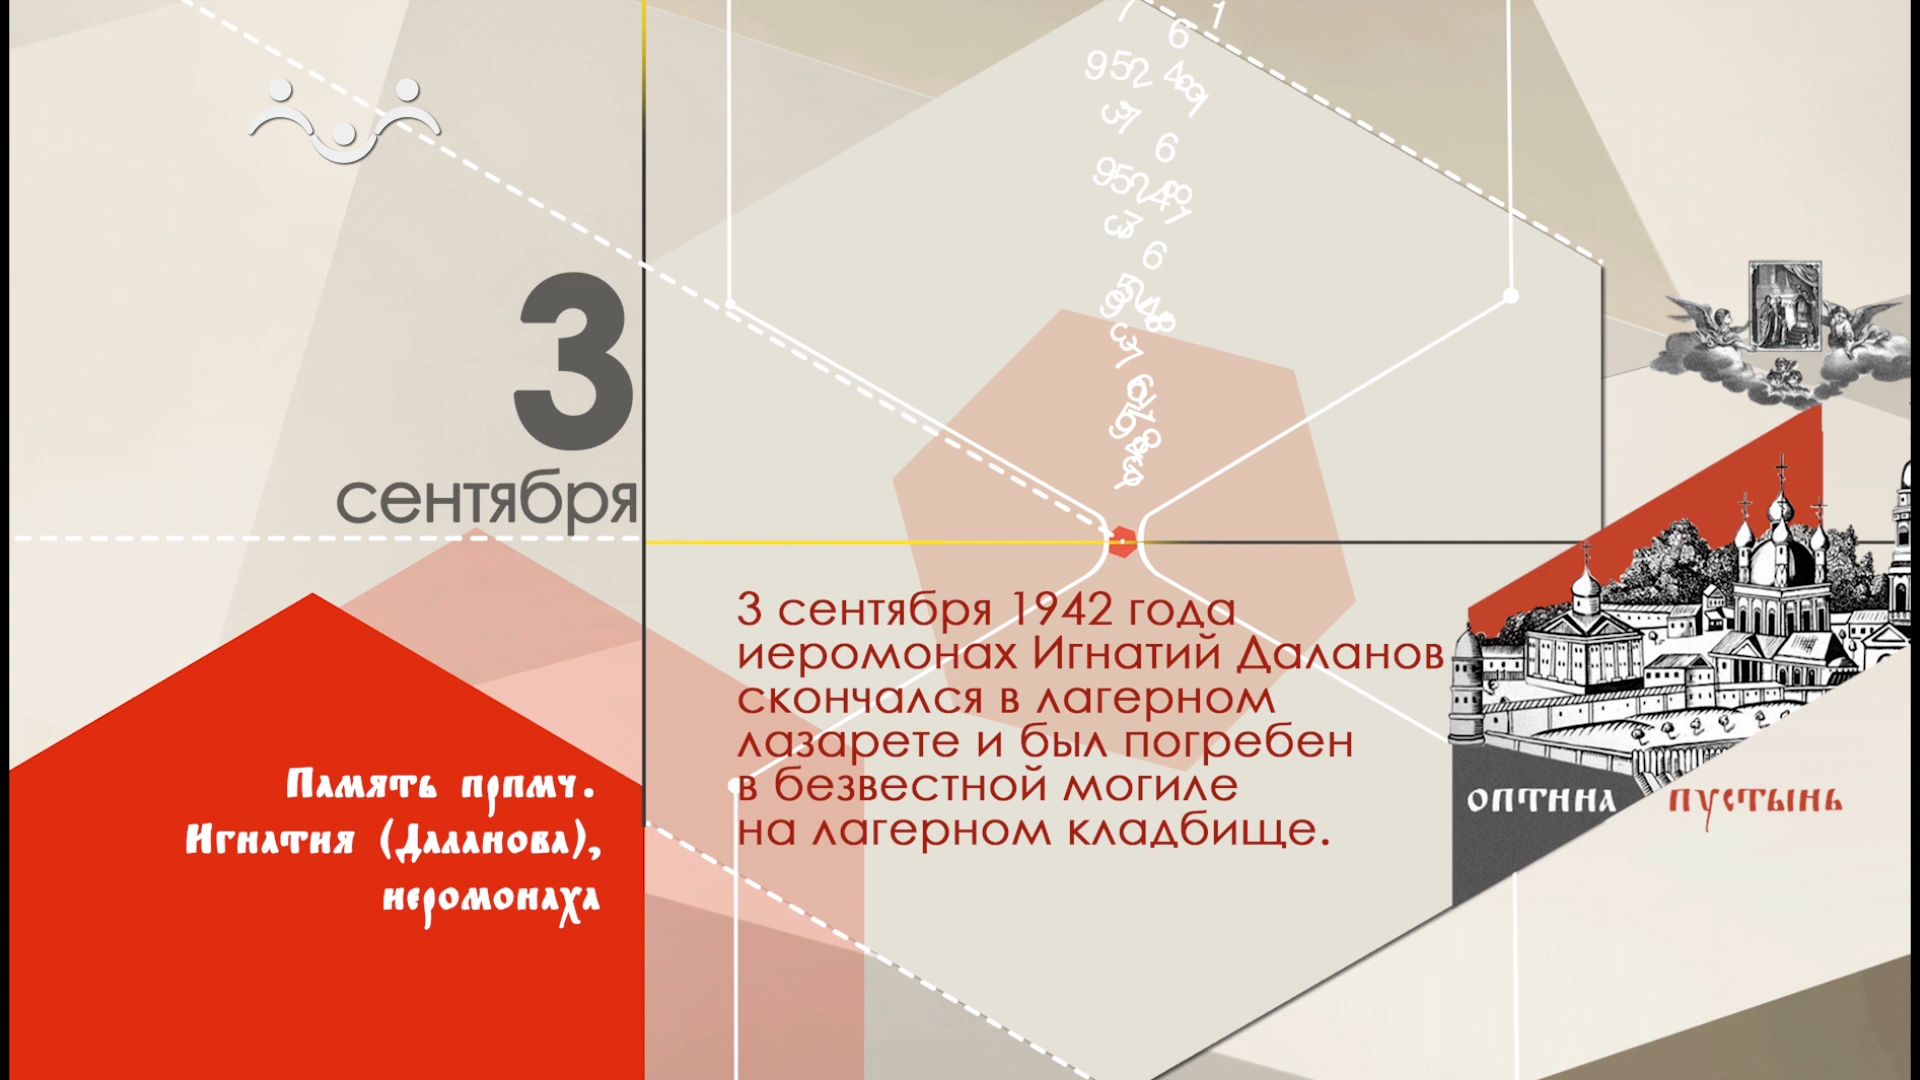 3
сентября
Память прпмч.
Игнатия (Даланова),
иеромонаха
3 сентября 1942 года
иеромонах Игнатий Даланов
скончался в лагерном
лазарете и был погребен
в безвестной могиле
на лагерном кладбище.
ОПТИНА ПУСТЫНЬ